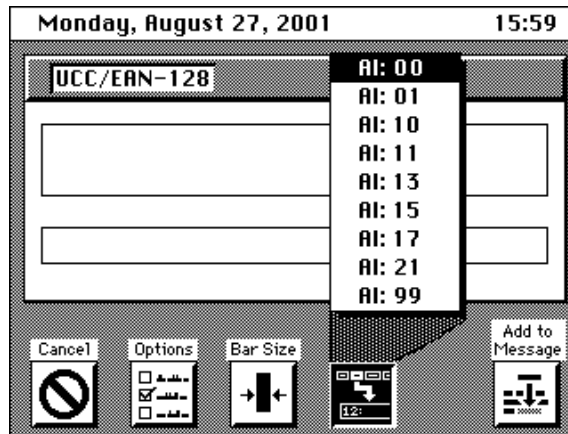 Monday, August 27, 2001 15:59
UCC/EAN-128
AI: 00
AI: 01
AI: 10
AI: 11
AI: 13
AI: 15
AI: 17
AI: 21
AI: 99
Cancel
Options
Bar Size
12:
Add to
Message